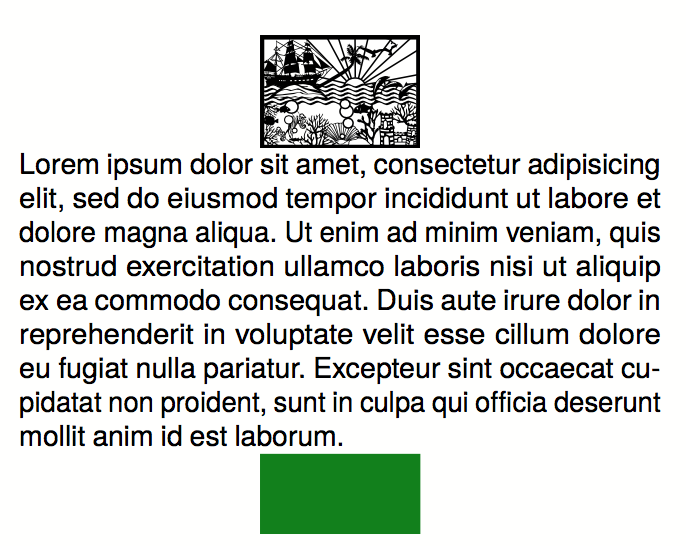 Lorem ipsum dolor sit amet, consectetur adipisicing
elit, sed do eiusmod tempor incididunt ut labore et
dolore magna aliqua. Ut enim ad minim veniam, quis
nostrud exercitation ullamco laboris nisi ut aliquip
ex ea commodo consequat. Duis aute irure dolor in
reprehenderit in voluptate velit esse cillum dolore
eu fugiat nulla pariatur. Excepteur sint occaecat cu-
pidatat non proident, sunt in culpa qui officia deserunt
mollit anim id est laborum.